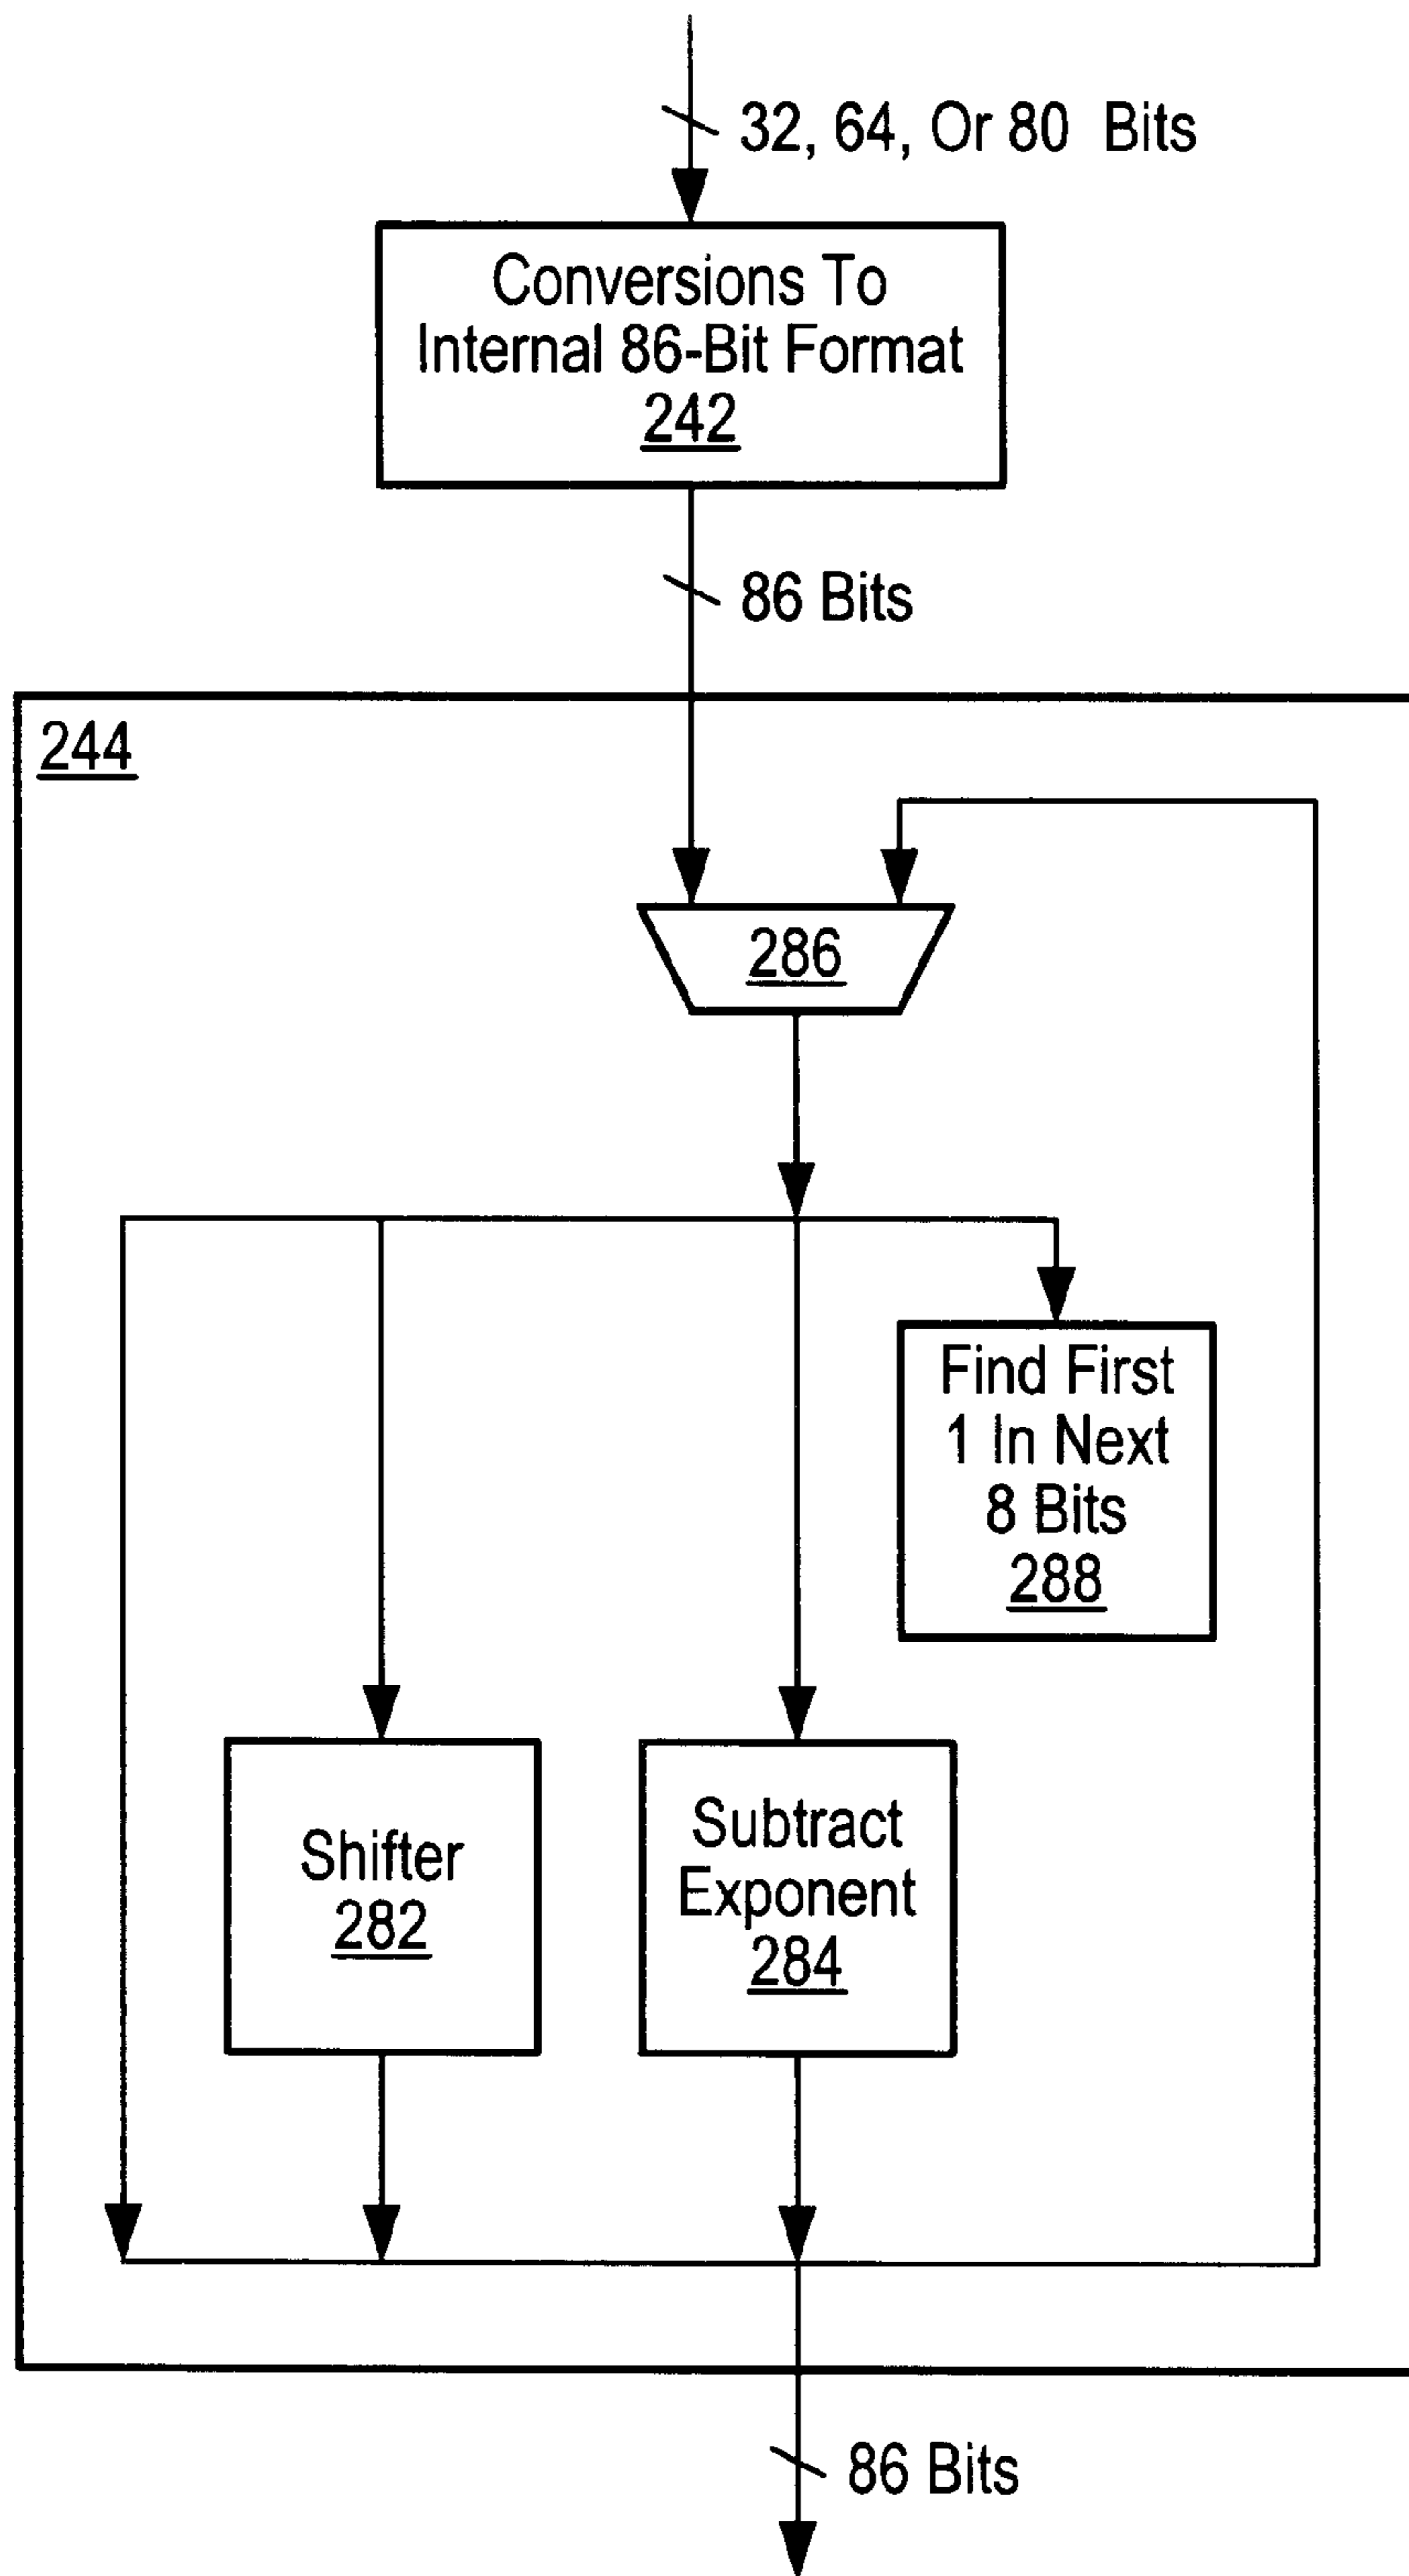 32, 64, Or 80 Bits
Conversions To
Internal 86-Bit Format
242
86 Bits
244
286
Find First
1 In Next
8 Bits
288
Shifter
282
Subtract
Exponent
284
86 Bits